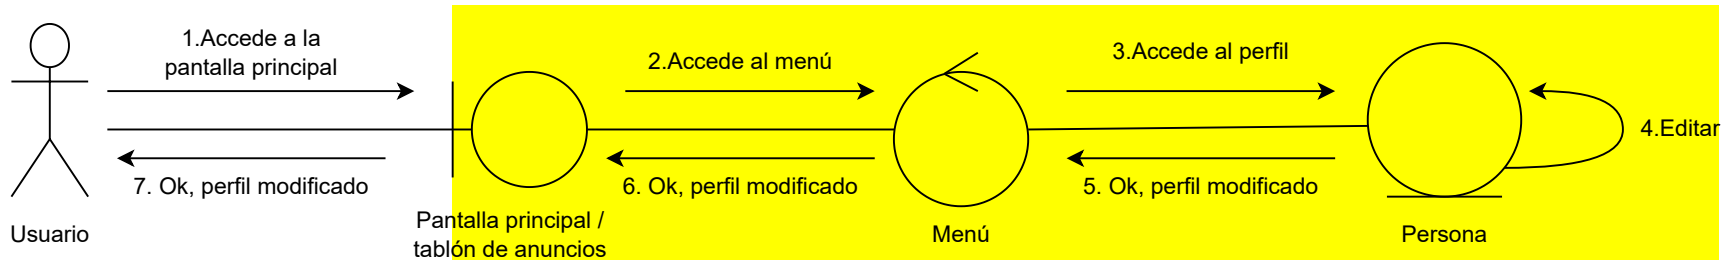 1.Accede a la
pantalla principal
2.Accede al menú
3.Accede al perfil
4.Editar
7. Ok, perfil modificado
6. Ok, perfil modificado
5. Ok, perfil modificado
Usuario
Pantalla principal /
tablón de anuncios
Menú
Persona